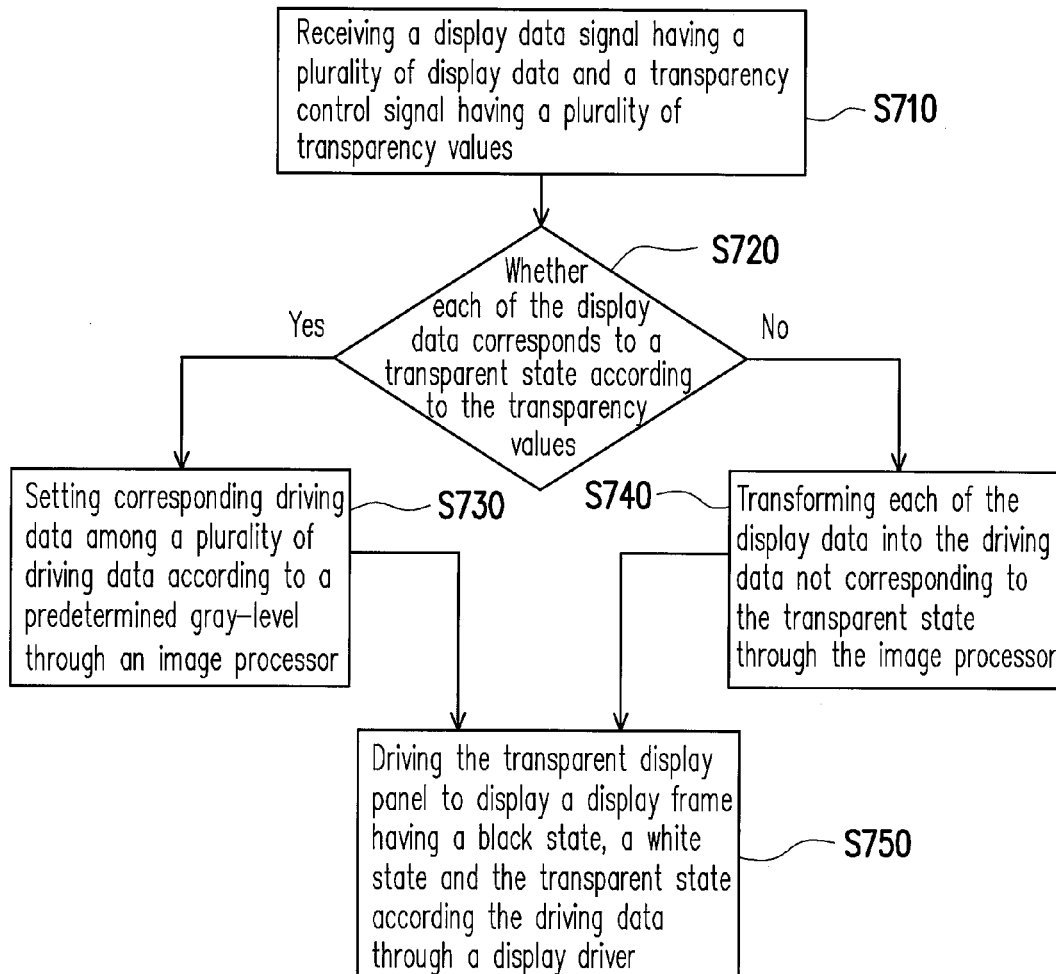 Receiving a display data signal having a
plurality of display data and a transparency
control signal having a plurality of
transparency values
S710
S720
Whether
each of the display
data corresponds to a
transparent state according
to the transparency
values
Yes
No
S730
Setting corresponding driving
data among a plurality of
driving data according to a
predetermined gray-level
through an image processor
S740
Transforming each of the
display data into the driving
data not corresponding to
the transparent state
through the image processor
Driving the transparent display
panel to display a display frame
having a black state, a white
state and the transparent state
according the driving data
through a display driver
S750